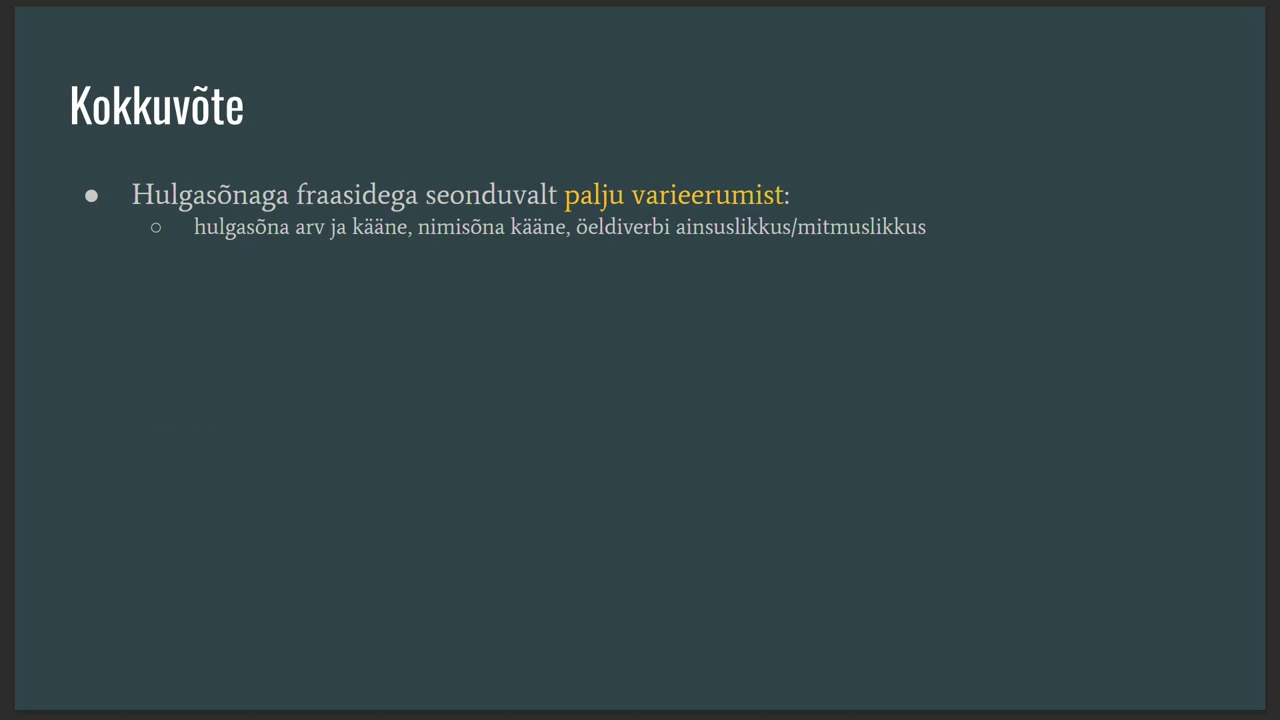 Kokkuvõte
● Hulgasõnaga fraasidega seonduvalt palju varieerumist:
○ hulgasõna arv ja kääne, nimisõna kääne, öeldiverbi ainsuslikkus/mitmuslikkus